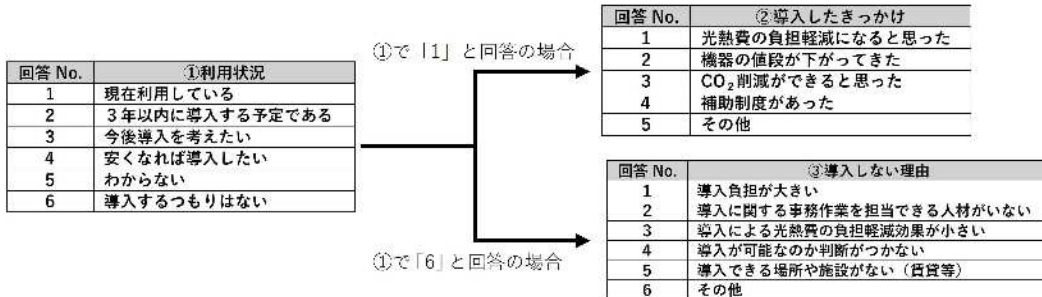 回答 No. ①利用状況
1 現在利用している
2 3年以内に導入する予定である
3 今後導入を考えたい
4 安くなれば導入したい
5 わからない
6 導入するつもりはない
①で「1」と回答の場合
回答 No. ②導入したきっかけ
1 光熱費の負担軽減になると思った
2 機器の値段が下がってきた
3 CO₂削減ができると思った
4 補助制度があった
5 その他
①で「6」と回答の場合
回答 No. ③導入しない理由
1 導入負担が大きい
2 導入に関する事務作業を担当できる人材がいない
3 導入による光熱費の負担軽減効果が小さい
4 導入が可能なのか判断がつかない
5 導入できる場所や施設がない(賃貸等)
6 その他